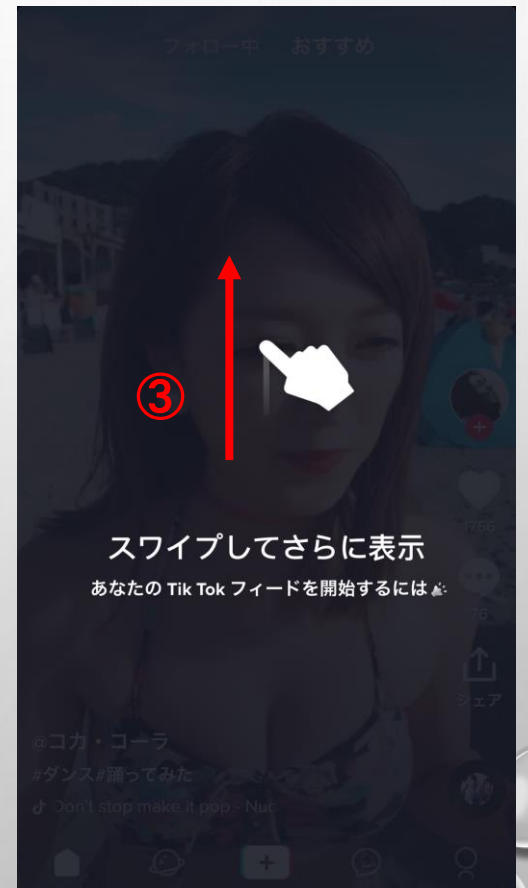 フォロー中 おすすめ
③
スワイプしてさらに表示
あなたの Tik Tok フィードを開始するには
1756
76
シェア
@コカ・コーラ
#ダンス#踊ってみた
Don't stop make it pop - Nuc